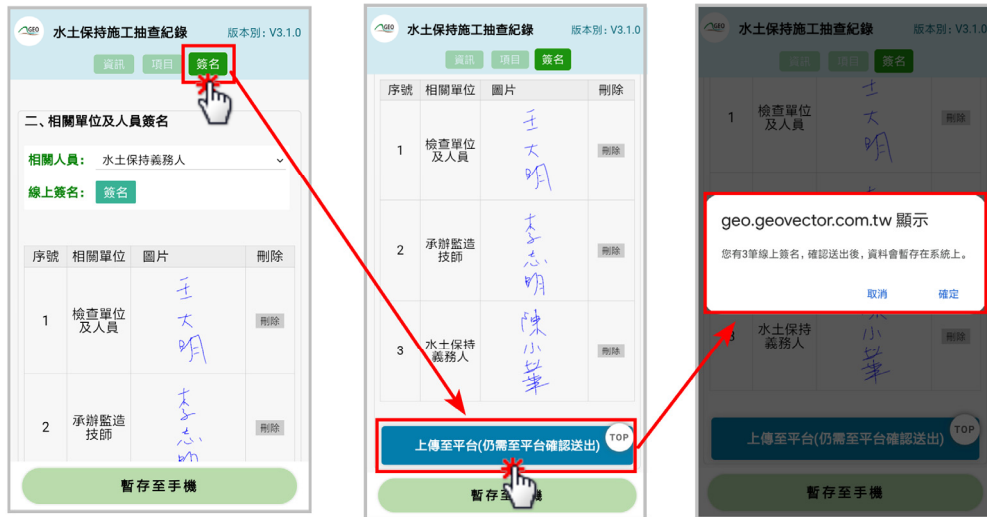 GEO
水土保持施工抽查紀錄
版本別: V3.1.0
資訊
項目
簽名
二、相關單位及人員簽名
相關人員: 水土保持義務人
線上簽名: 簽名
序號 相關單位 圖片 刪除
1
檢查單位
及人員
王大明
刪除
2
承辦監造
技師
李志明
刪除
暫存至手機
GEO
水土保持施工抽查紀錄
版本別: V3.1.0
資訊
項目
簽名
序號 相關單位 圖片 刪除
1
檢查單位
及人員
王大明
刪除
2
承辦監造
技師
李志明
刪除
3
水土保持
義務人
陳小華
刪除
上傳至平台(仍需至平台確認送出)
TOP
暫存至
GEO
水土保持施工抽查紀錄
版本別: V3.1.0
資訊
項目
簽名
1
檢查單位
及人員
王大明
刪除
geo.geovector.com.tw 顯示
您有3筆線上簽名, 確認送出後, 資料會暫存在系統上。
取消
確定
水土保持
義務人
小華
刪除
上傳至平台(仍需至平台確認送出)
TOP
暫存至手機